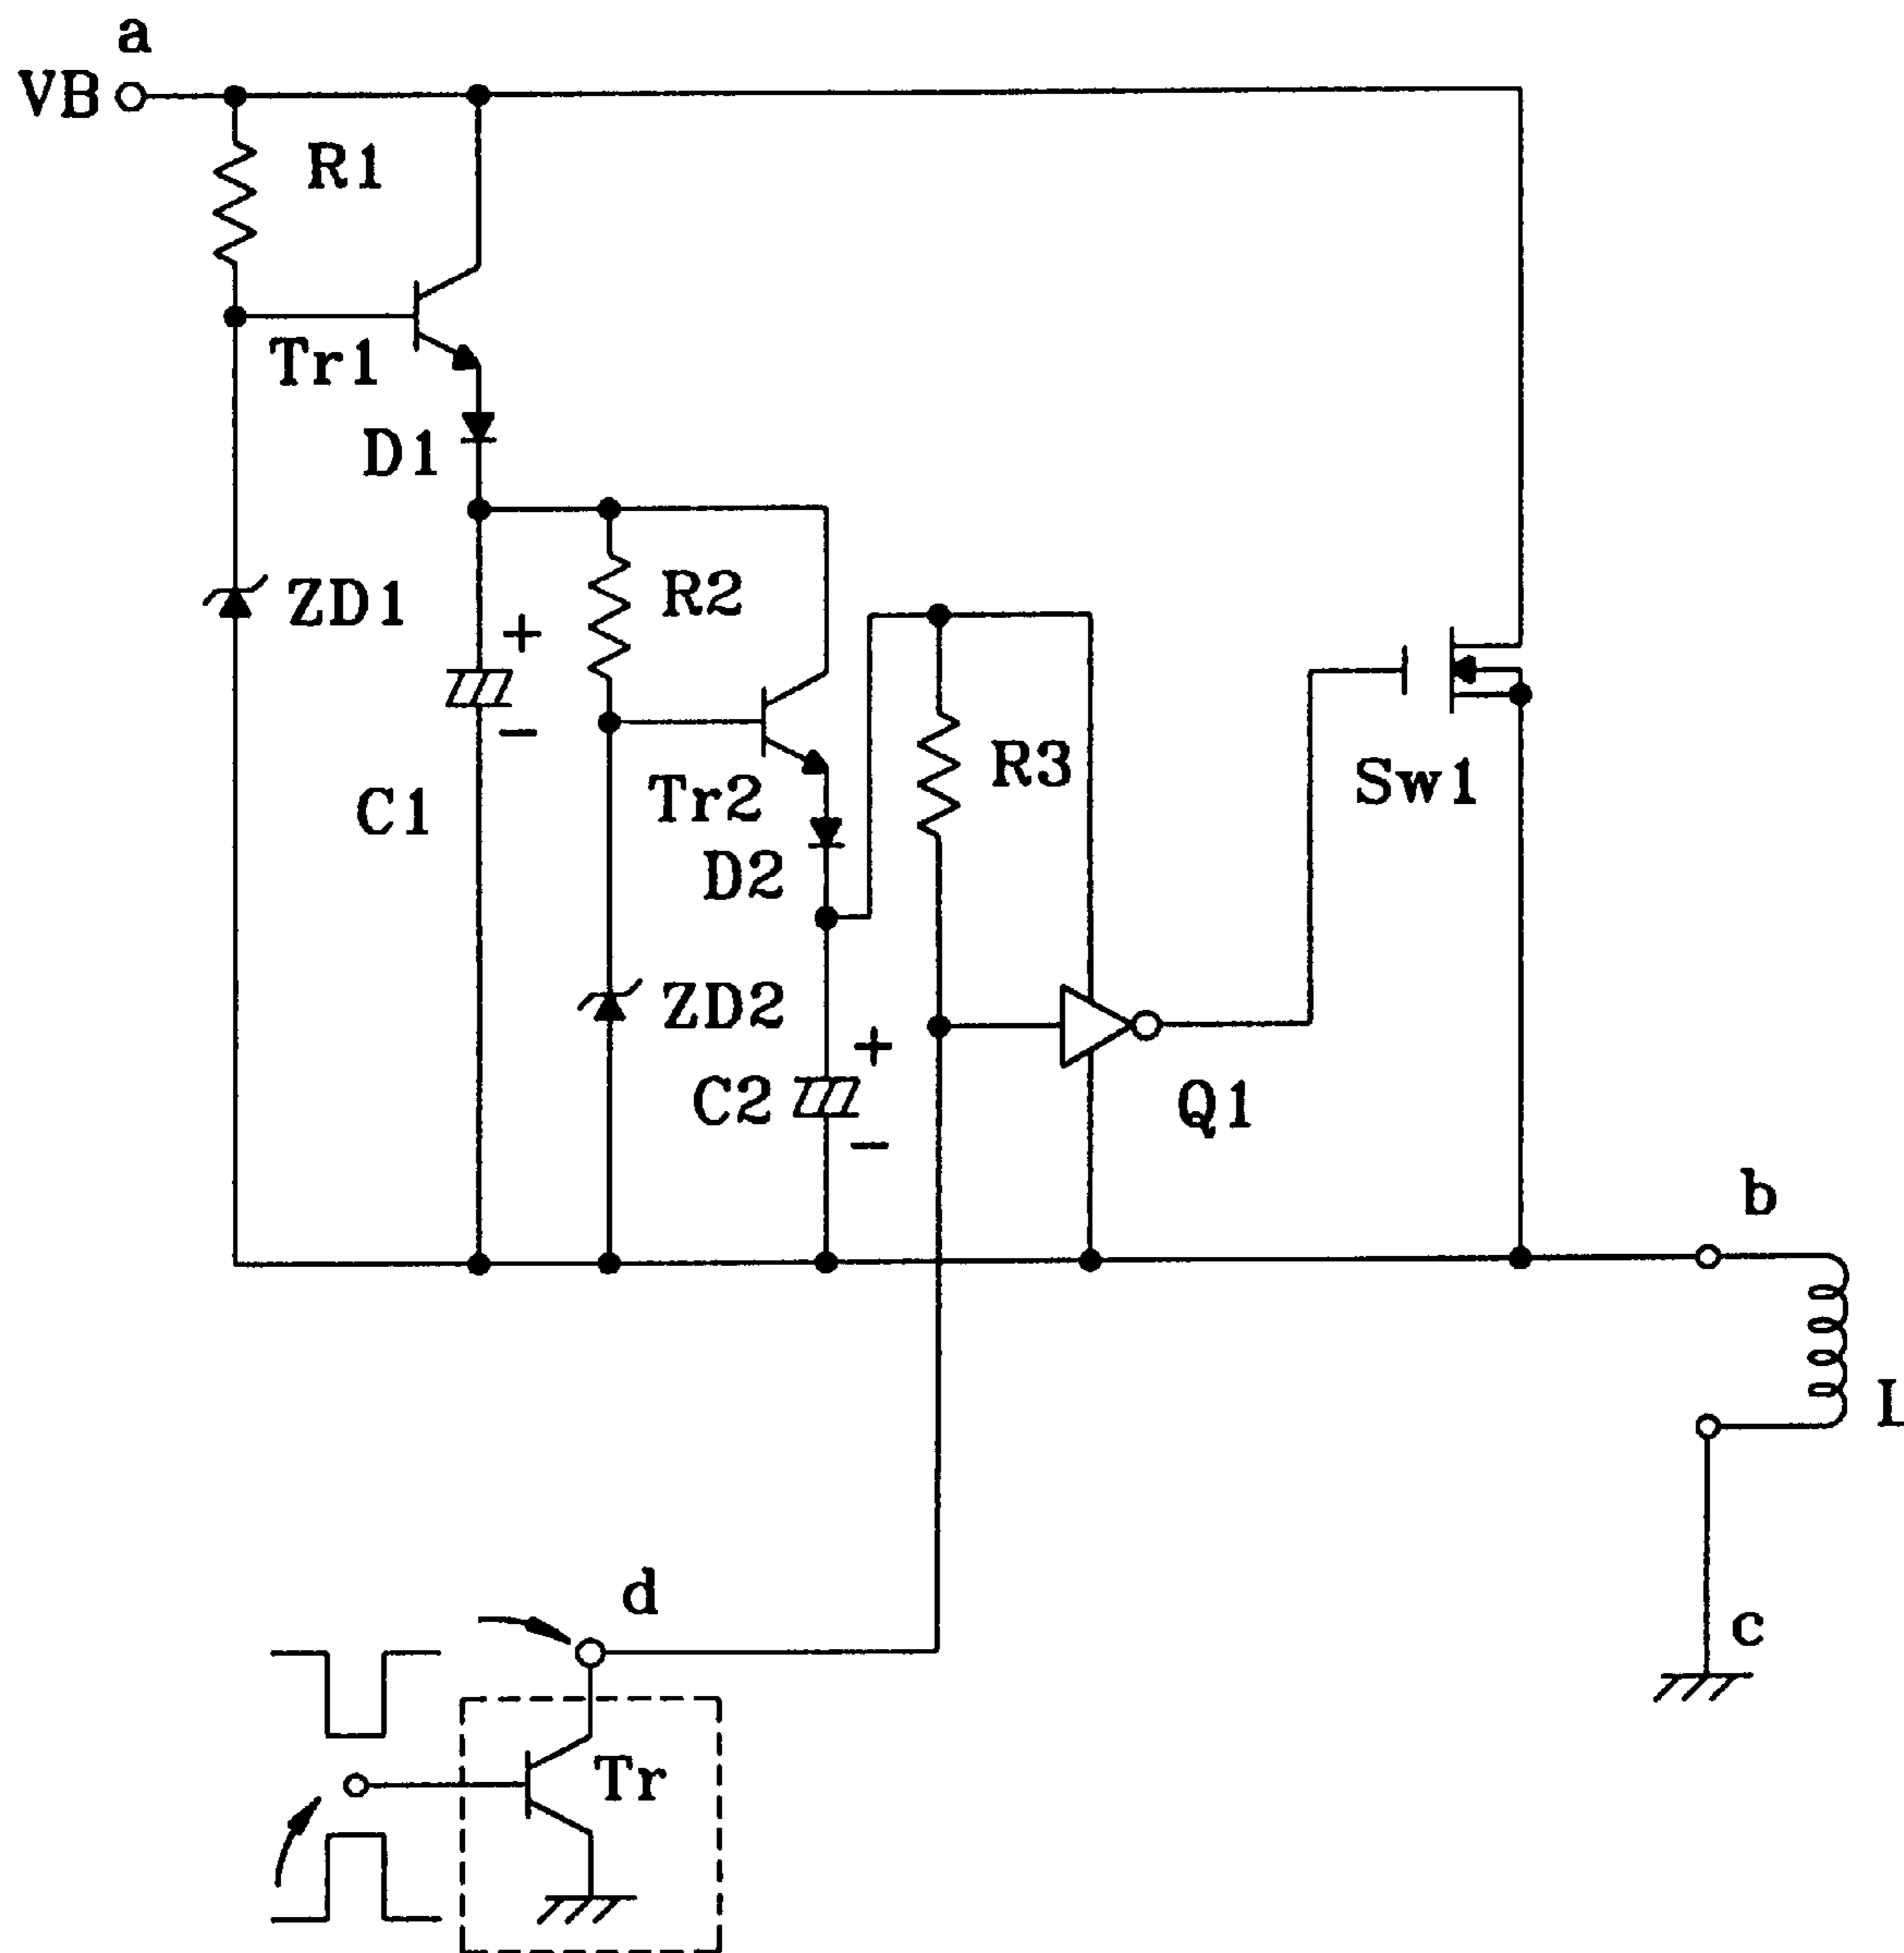 a
VB
R1
Tr1
D1
ZD1
R2
+
-
C1
R3
Sw1
Tr2
D2
ZD2
+
C2
-
Q1
b
L
d
c
Tr